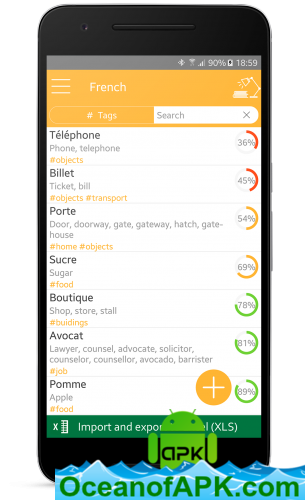 90% 18:59
French
# Tags
Search
Téléphone
Phone, telephone
#objects
36%
Billet
Ticket, bill
#objects #transport
45%
Porte
Door, doorway, gate, gateway, hatch, gate-
house
#home #objects
54%
Sucre
Sugar
#food
69%
Boutique
Shop, store, stall
#buidings
78%
Avocat
Lawyer, counsel, advocate, solicitor,
counselor, counsellor, avocado, barrister
#job
81%
Pomme
Apple
#food
89%
Import and expor el (XLS)
APK
OceanofAPK.com